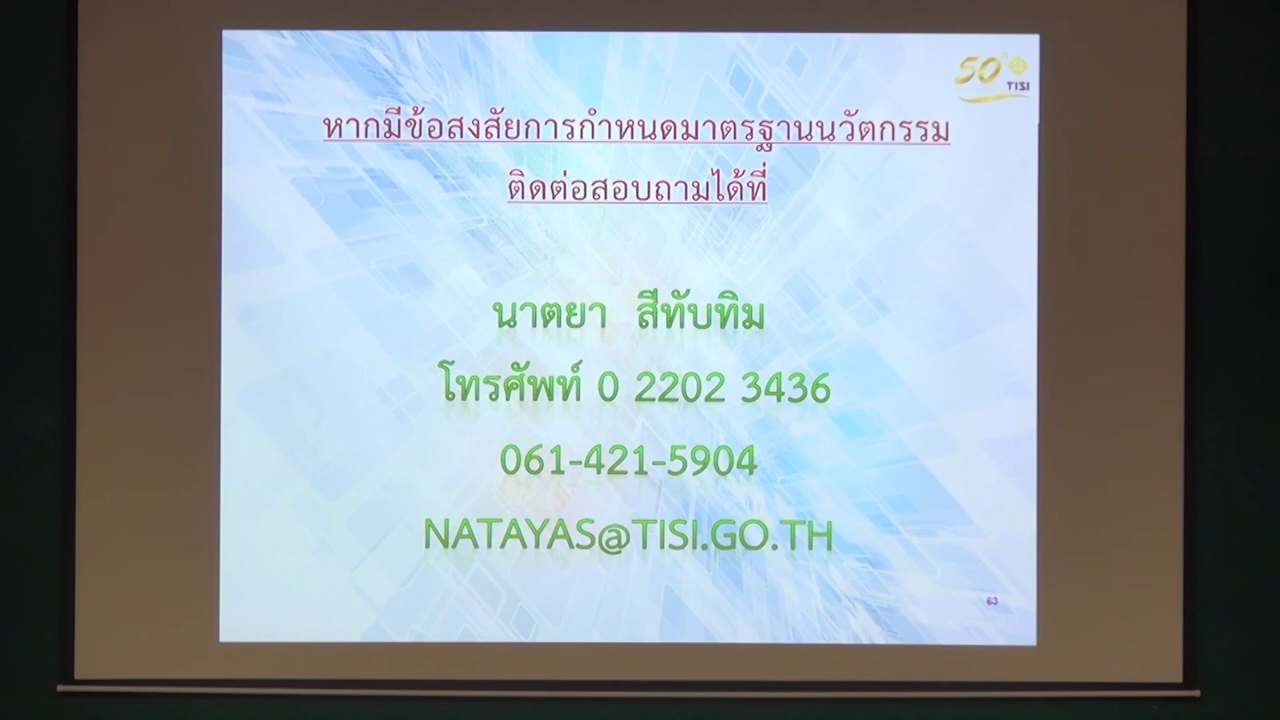 50 ปี
TISI
หากมีข้อสงสัยการกำหนดมาตรฐานนวัตกรรม
ติดต่อสอบถามได้ที่
นาตยา สีทับทิม
โทรศัพท์ 0 2202 3436
061-421-5904
NATAYAS@TISI.GO.TH